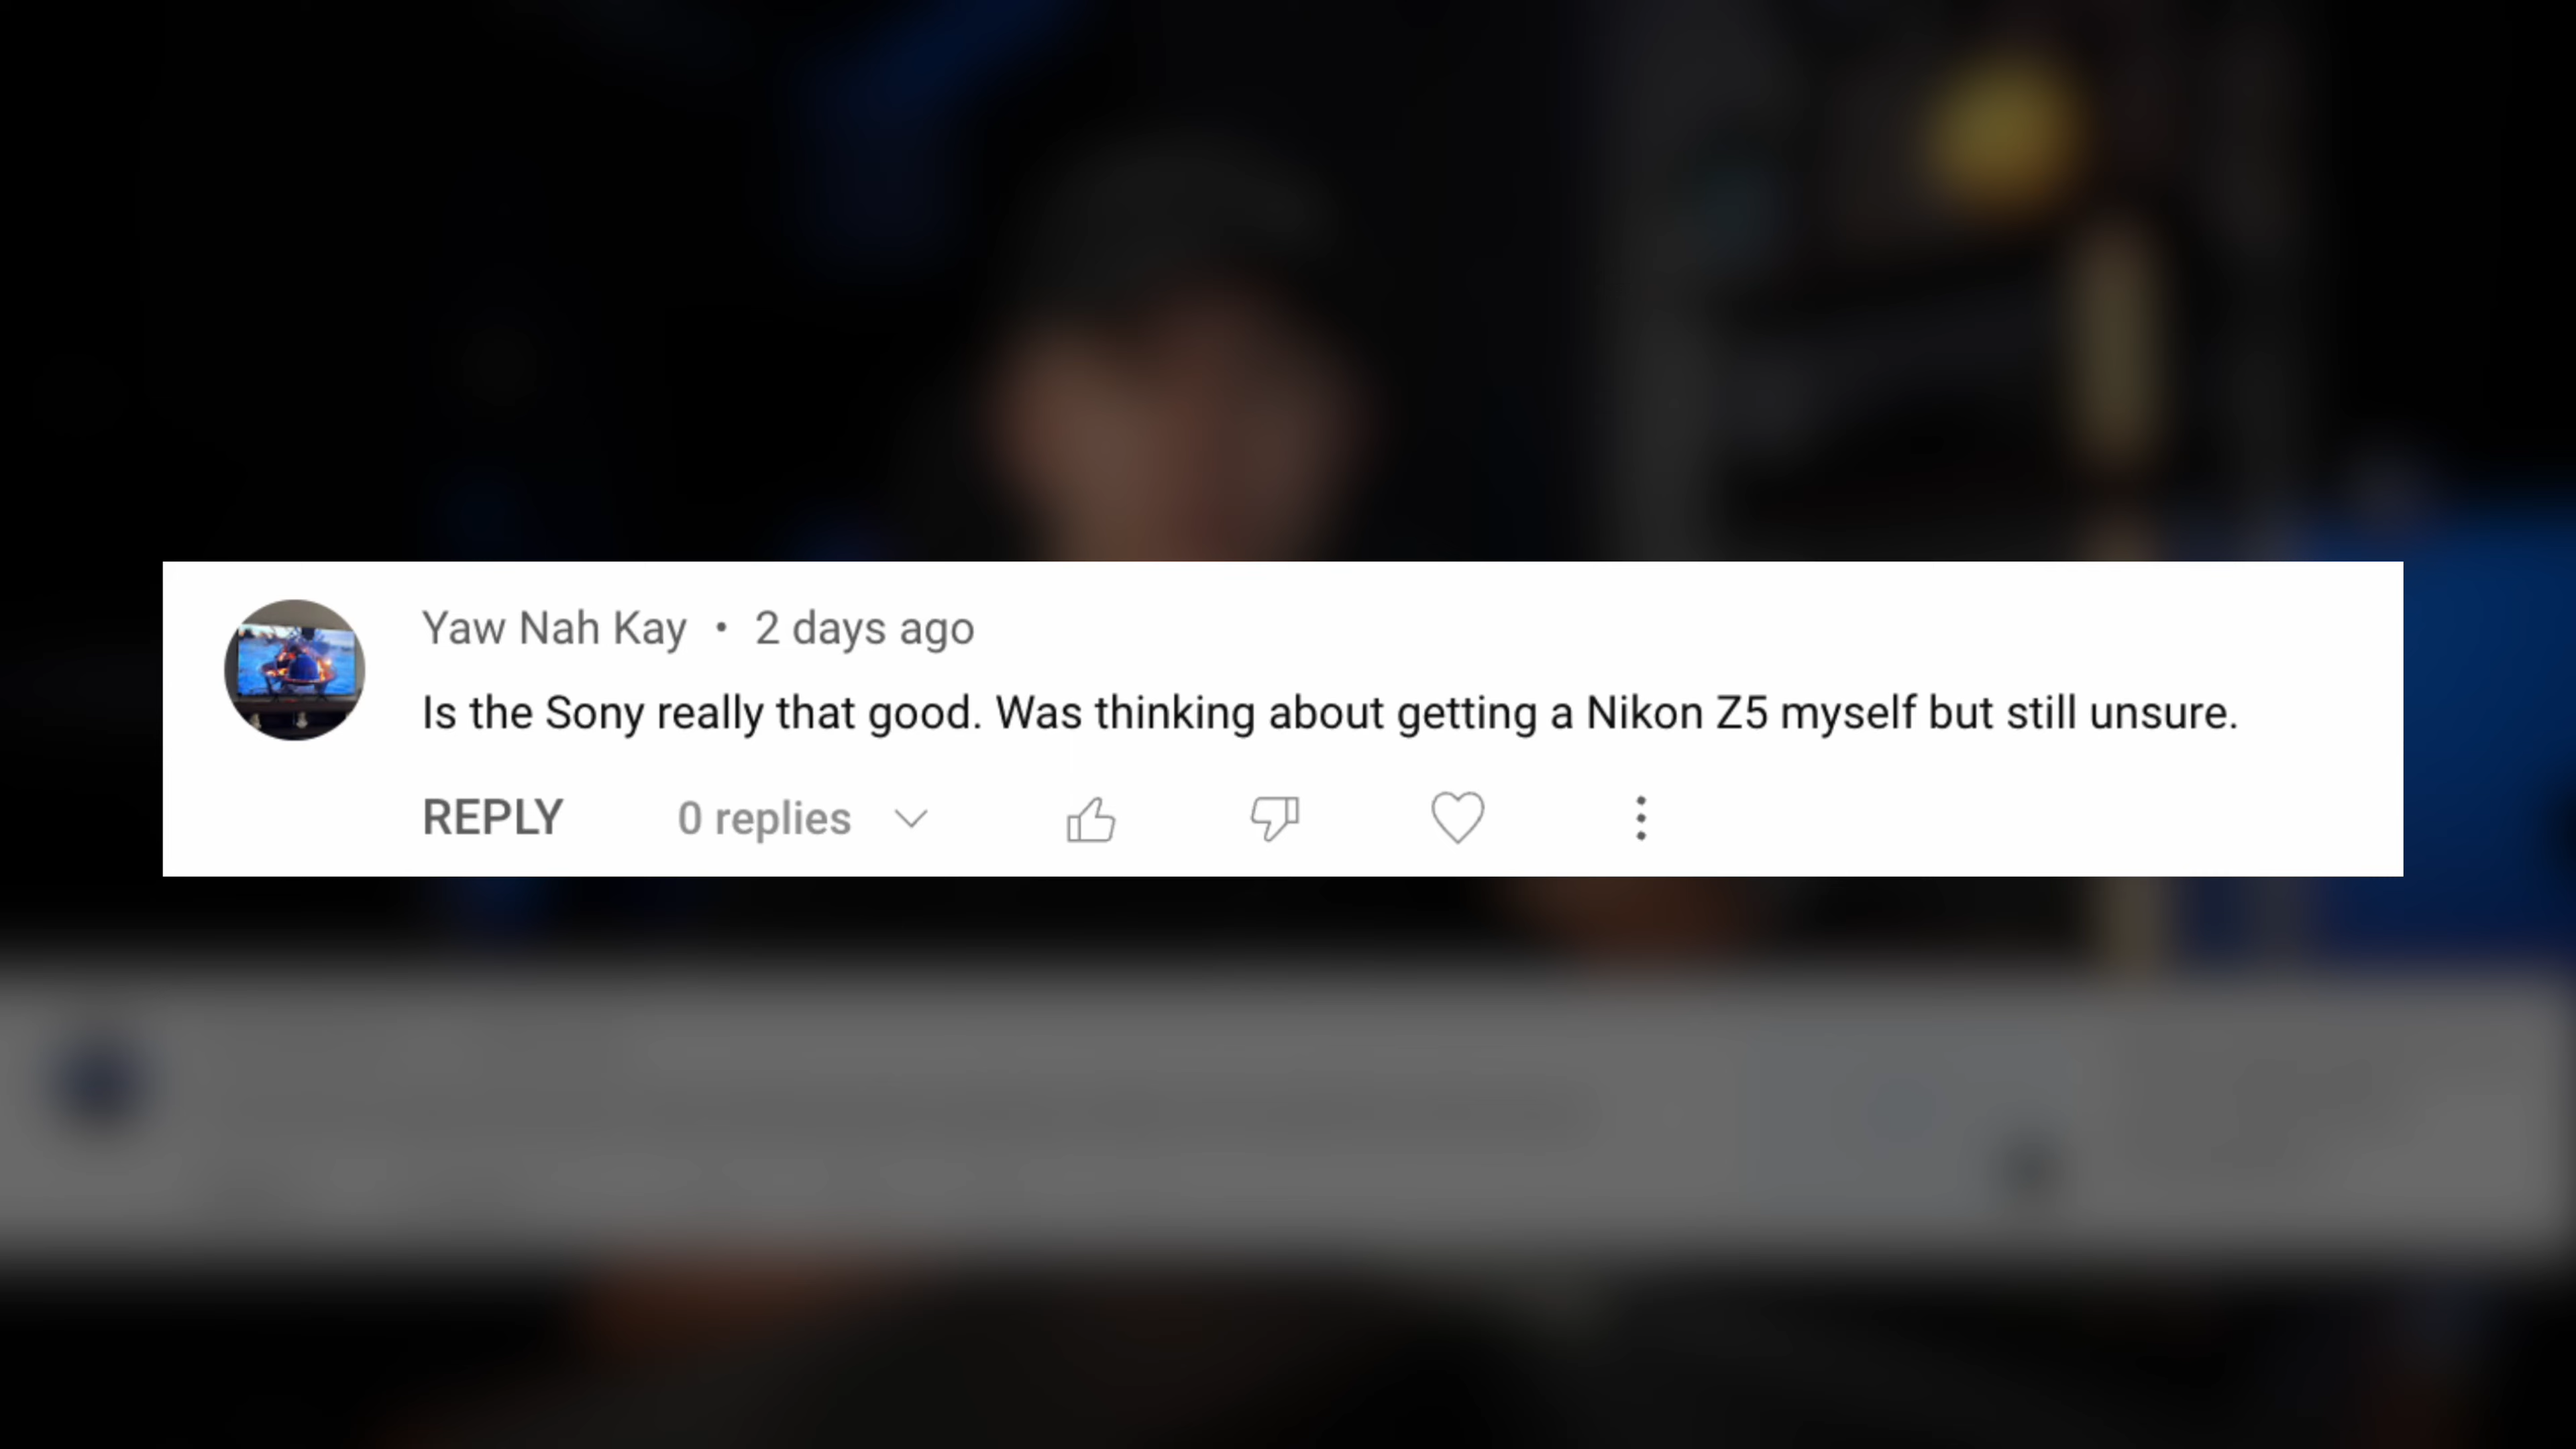 Yaw Nah Kay • 2 days ago
Is the Sony really that good. Was thinking about getting a Nikon Z5 myself but still unsure.
REPLY 0 replies